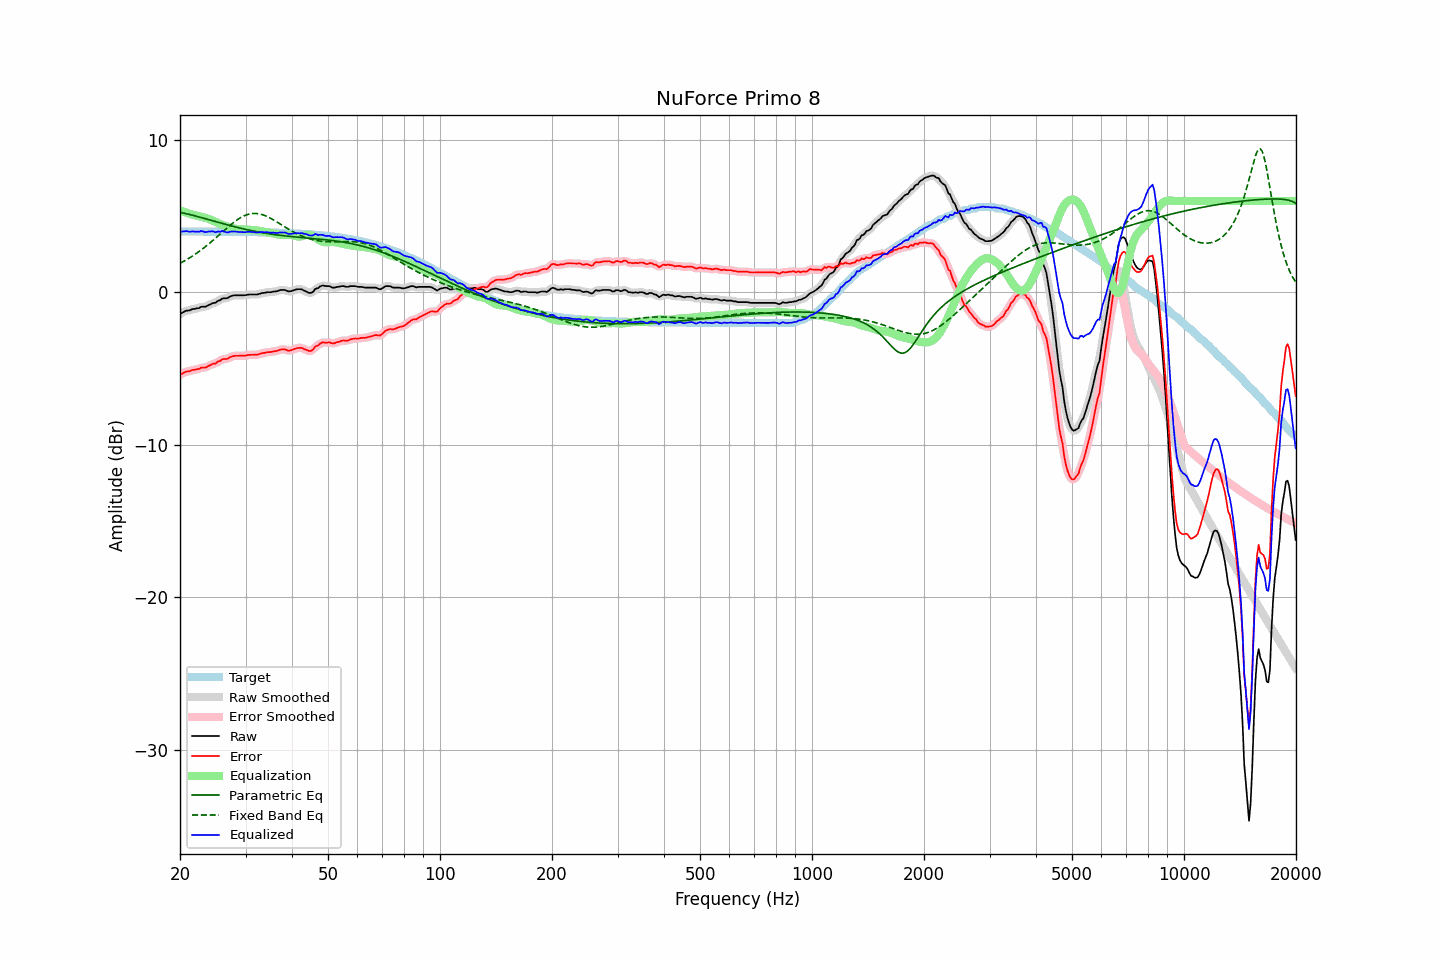 NuForce Primo 8
10
0
−10
−20
−30
Amplitude (dBr)
Target
Raw Smoothed
Error Smoothed
Raw
Error
Equalization
Parametric Eq
Fixed Band Eq
Equalized
20 50 100 200 500 1000 2000 5000 10000 20000
Frequency (Hz)